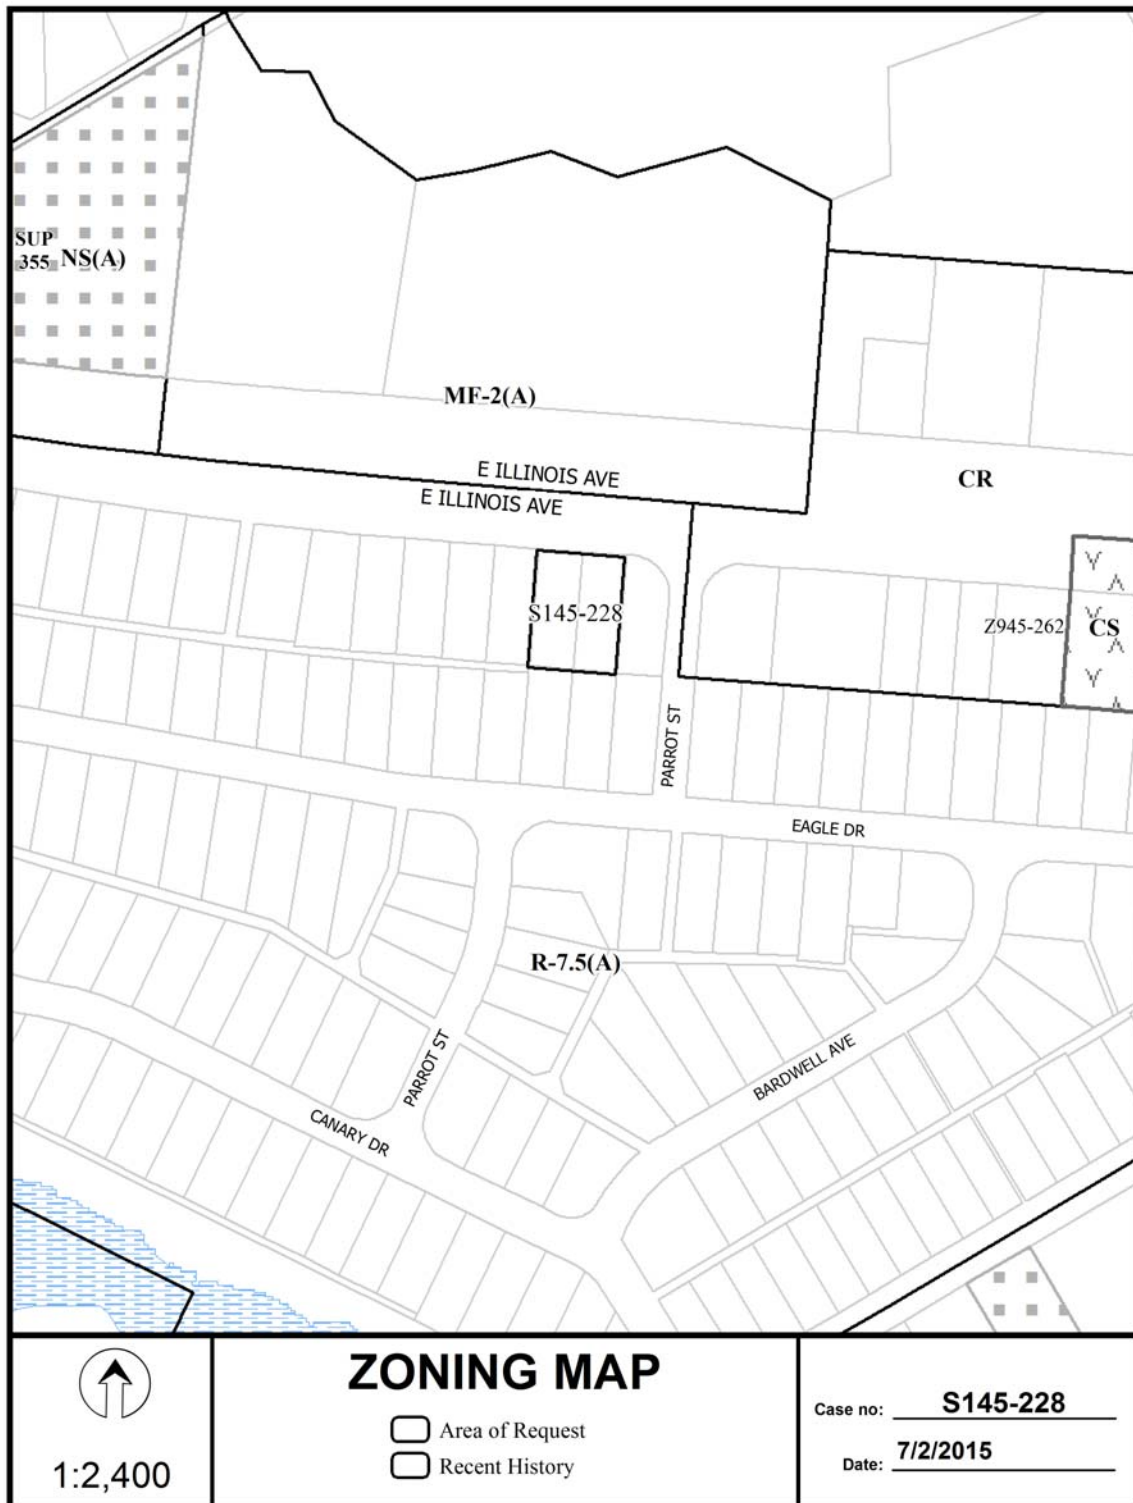 SUP
355
NS(A)
MF-2(A)
E ILLINOIS AVE
E ILLINOIS AVE
CR
S145-228
Z945-262
CS
PARROT ST
EAGLE DR
R-7.5(A)
PARROT ST
BARDWELL AVE
CANARY DR
1:2,400
ZONING MAP
Area of Request
Recent History
Case no: S145-228
Date: 7/2/2015